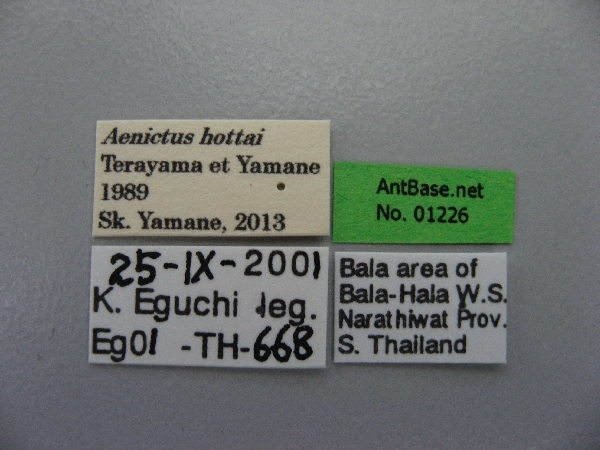 Aenictus hottai
Terayama et Yamane
1989
Sk. Yamane, 2013
AntBase.net
No. 01226
25-IX-2001
K. Eguchi leg.
Eg01 -TH-668
Bala area of
Bala-Hala W.S.
Narathiwat Prov.
S. Thailand